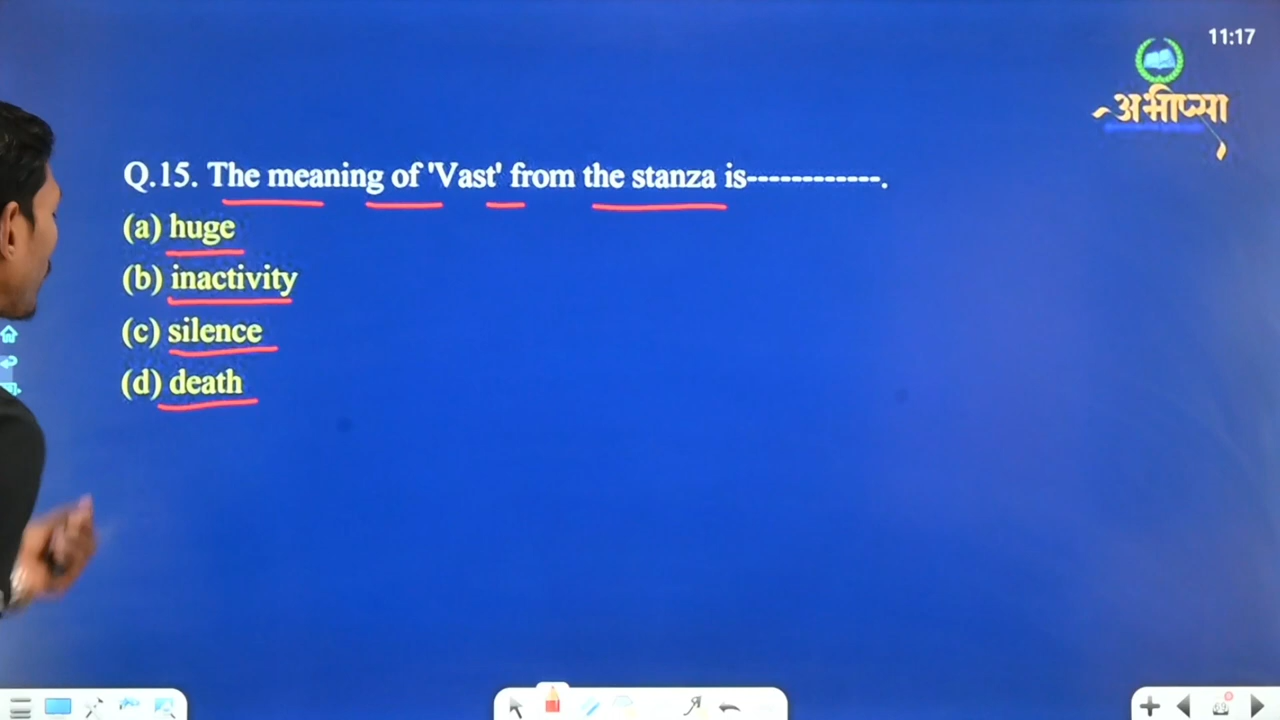 11:17
अभीप्सा
Q.15. The meaning of 'Vast' from the stanza is------------.
(a) huge
(b) inactivity
(c) silence
(d) death